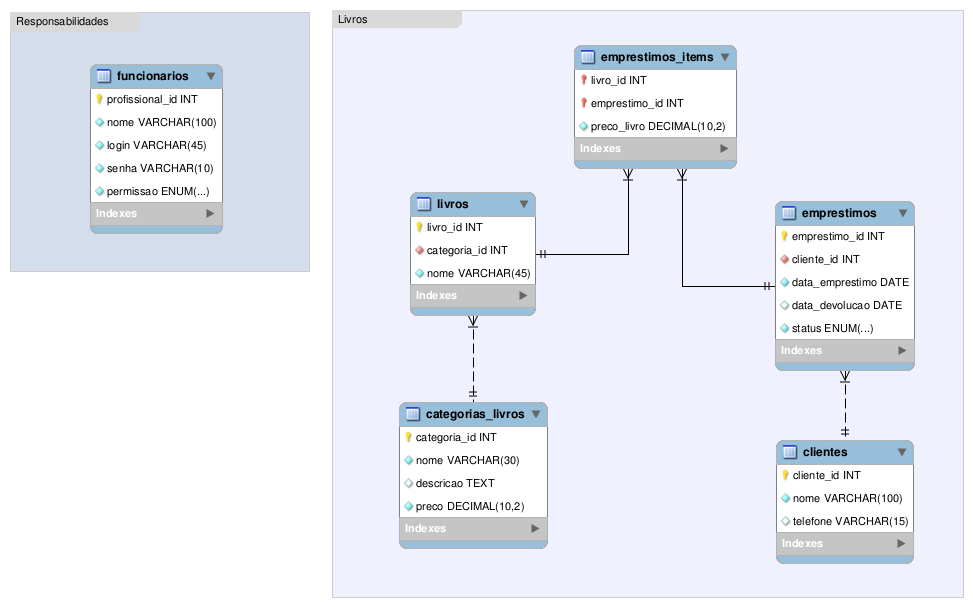 Responsabilidades
funcionarios
profissional_id INT
nome VARCHAR(100)
login VARCHAR(45)
senha VARCHAR(10)
permissao ENUM(...)
Indexes
Livros
emprestimos_items
livro_id INT
emprestimo_id INT
preco_livro DECIMAL(10,2)
Indexes
livros
livro_id INT
categoria_id INT
nome VARCHAR(45)
Indexes
emprestimos
emprestimo_id INT
cliente_id INT
data_emprestimo DATE
data_devolucao DATE
status ENUM(...)
Indexes
categorias_livros
categoria_id INT
nome VARCHAR(30)
descricao TEXT
preco DECIMAL(10,2)
Indexes
clientes
cliente_id INT
nome VARCHAR(100)
telefone VARCHAR(15)
Indexes